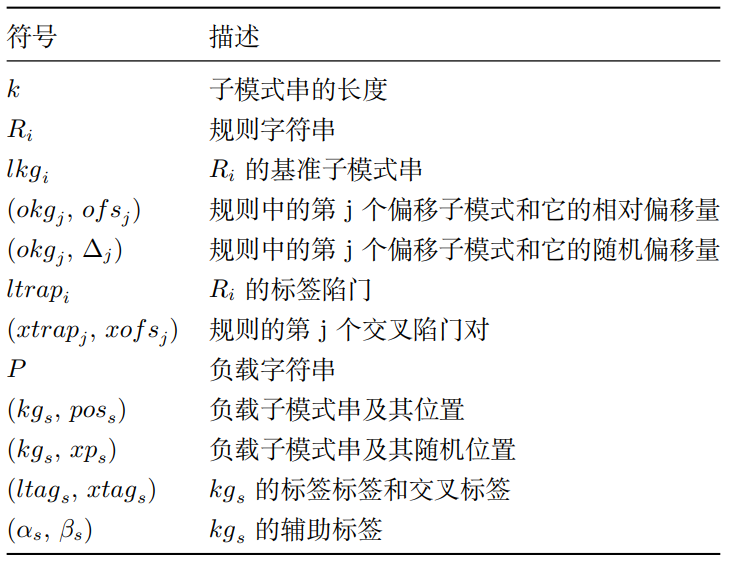 符号 描述
k 子模式串的长度
R_i 规则字符串
lkg_i R_i 的基准子模式串
(okg_j, ofs_j) 规则中的第 j 个偏移子模式和它的相对偏移量
(okg_j, Δ_j) 规则中的第 j 个偏移子模式和它的随机偏移量
ltrap_i R_i 的标签陷门
(xtrap_j, xofs_j) 规则的第 j 个交叉陷门对
P 负载字符串
(kg_s, pos_s) 负载子模式串及其位置
(kg_s, xp_s) 负载子模式串及其随机位置
(ltag_s, xtag_s) kg_s 的标签标签和交叉标签
(α_s, β_s) kg_s 的辅助标签